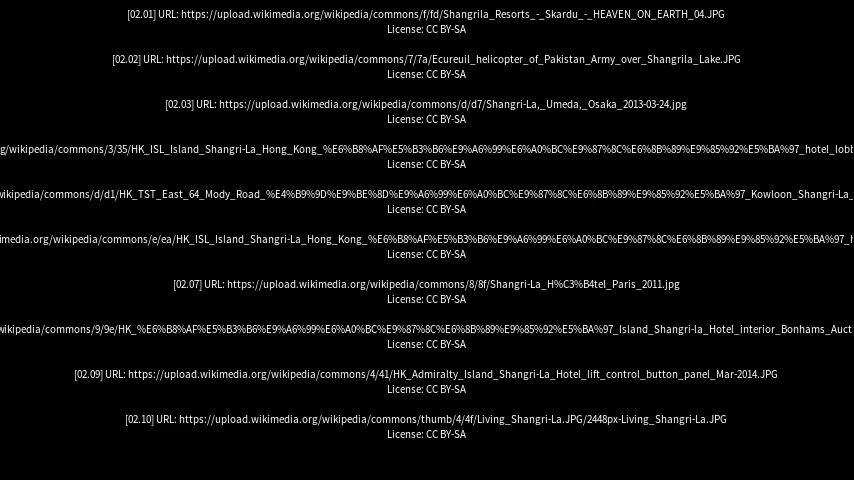 [02.01] URL: https://upload.wikimedia.org/wikipedia/commons/f/fd/Shangrila_Resorts_-_Skardu_-_HEAVEN_ON_EARTH_04.JPG
License: CC BY-SA
[02.02] URL: https://upload.wikimedia.org/wikipedia/commons/7/7a/Ecureuil_helicopter_of_Pakistan_Army_over_Shangrila_Lake.JPG
License: CC BY-SA
[02.03] URL: https://upload.wikimedia.org/wikipedia/commons/d/d7/Shangri-La,_Umeda,_Osaka_2013-03-24.jpg
License: CC BY-SA
g/wikipedia/commons/3/35/HK_ISL_Island_Shangri-La_Hong_Kong_%E6%B8%AF%E5%B3%B6%E9%A6%99%E6%A0%BC%E9%87%8C%E6%8B%89%E9%85%92%E5%BA%97_hotel_lobb
License: CC BY-SA
wikipedia/commons/d/d1/HK_TST_East_64_Mody_Road_%E4%B9%9D%E9%BE%8D%E9%A6%99%E6%A0%BC%E9%87%8C%E6%8B%89%E9%85%92%E5%BA%97_Kowloon_Shangri-La_
License: CC BY-SA
imedia.org/wikipedia/commons/e/ea/HK_ISL_Island_Shangri-La_Hong_Kong_%E6%B8%AF%E5%B3%B6%E9%A6%99%E6%A0%BC%E9%87%8C%E6%8B%89%E9%85%92%E5%BA%97_h
License: CC BY-SA
[02.07] URL: https://upload.wikimedia.org/wikipedia/commons/8/8f/Shangri-La_H%C3%B4tel_Paris_2011.jpg
License: CC BY-SA
wikipedia/commons/9/9e/HK_%E6%B8%AF%E5%B3%B6%E9%A6%99%E6%A0%BC%E9%87%8C%E6%8B%89%E9%85%92%E5%BA%97_Island_Shangri-la_Hotel_interior_Bonhams_Auct
License: CC BY-SA
[02.09] URL: https://upload.wikimedia.org/wikipedia/commons/4/41/HK_Admiralty_Island_Shangri-La_Hotel_lift_control_button_panel_Mar-2014.JPG
License: CC BY-SA
[02.10] URL: https://upload.wikimedia.org/wikipedia/commons/thumb/4/4f/Living_Shangri-La.JPG/2448px-Living_Shangri-La.JPG
License: CC BY-SA